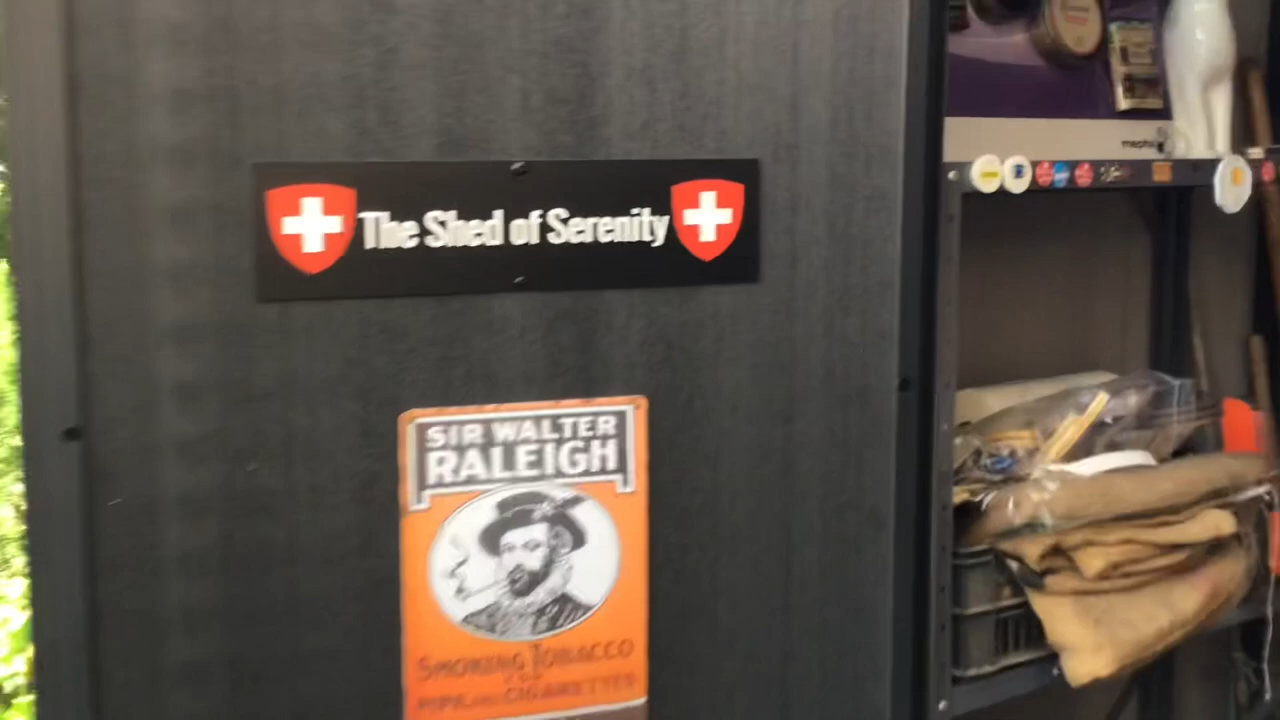 The Shed of Serenity
SIR WALTER
RALEIGH
SMOKING TOBACCO
FOR
PIPE AND CIGARETTES